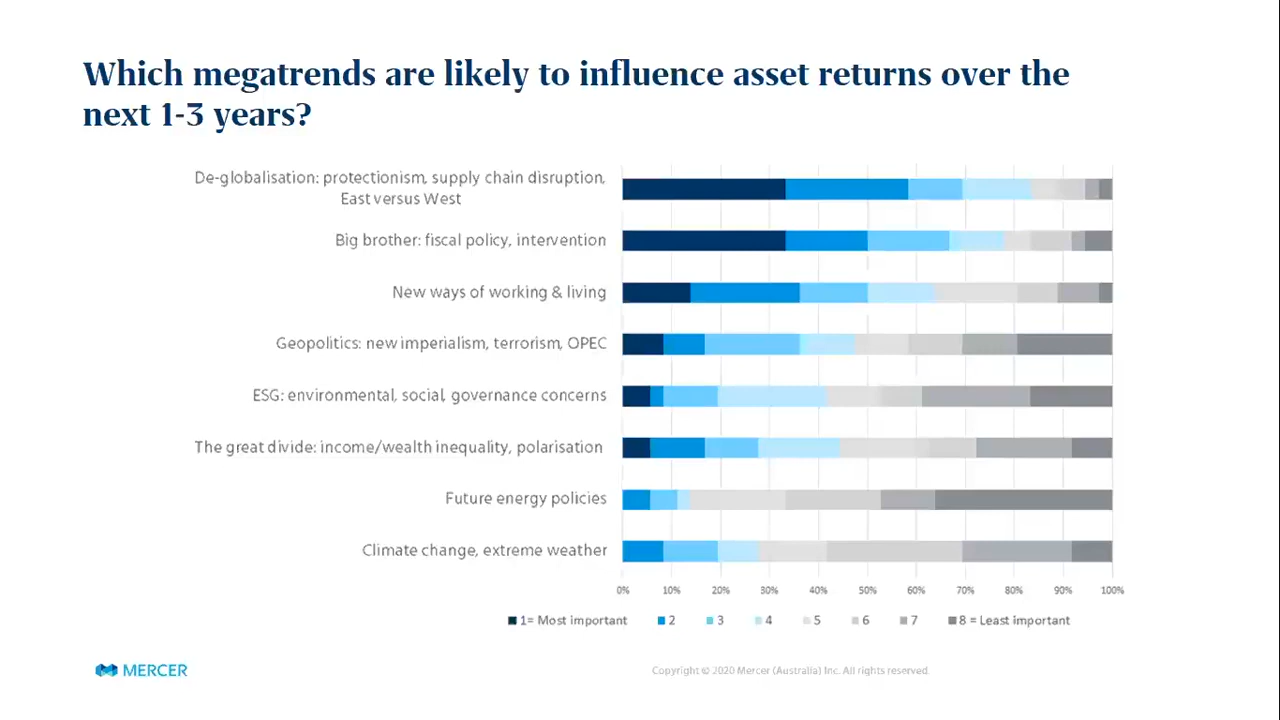 Which megatrends are likely to influence asset returns over the
next 1-3 years?
De-globalisation: protectionism, supply chain disruption,
East versus West
Big brother: fiscal policy, intervention
New ways of working & living
Geopolitics: new imperialism, terrorism, OPEC
ESG: environmental, social, governance concerns
The great divide: income/wealth inequality, polarisation
Future energy policies
Climate change, extreme weather
0% 10% 20% 30% 40% 50% 60% 70% 80% 90% 100%
1= Most important 2 3 4 5 6 7 8 = Least important
MERCER
Copyright © 2020 Mercer (Australia) Inc. All rights reserved.